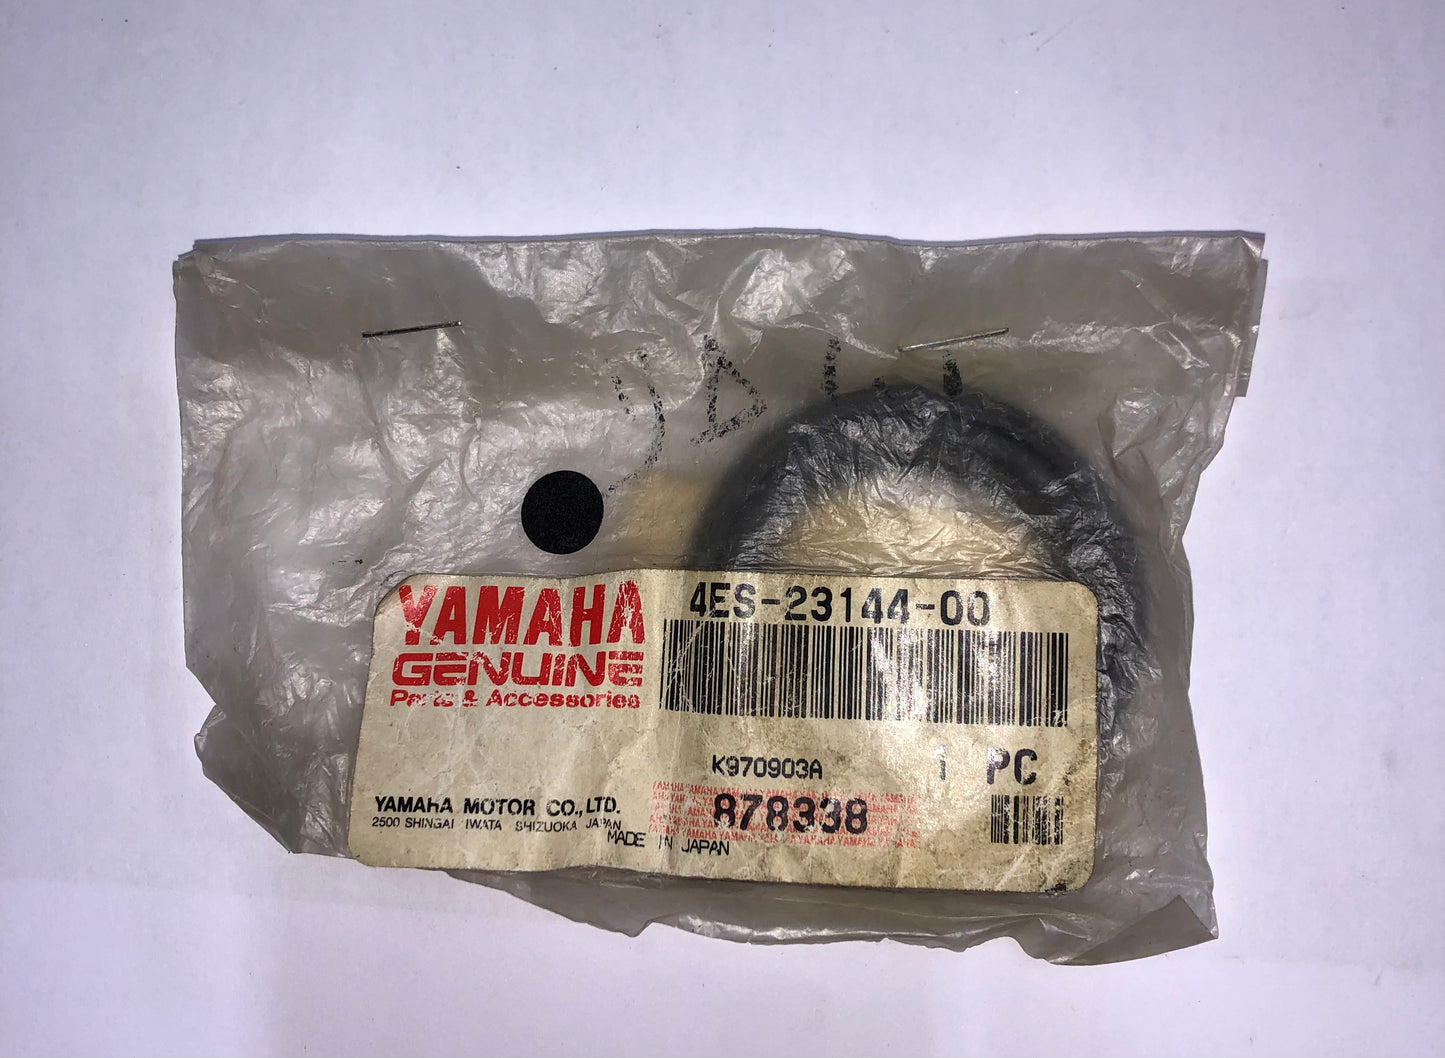 YAMAHA
GENUINE
Parts & Accessories
4ES-23144-00
K970903A
1 PC
878338
YAMAHA MOTOR CO., LTD.
2500 SHINGAI IWATA SHIZUOKA JAPAN
MADE IN JAPAN